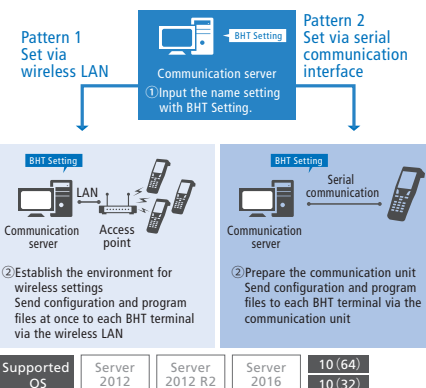 Pattern 1
Set via
wireless LAN
BHT Setting
Communication server
①Input the name setting
with BHT Setting.
Pattern 2
Set via serial
communication
interface
BHT Setting
LAN
Communication
server
Access
point
②Establish the environment for
wireless settings
Send configuration and program
files at once to each BHT terminal
via the wireless LAN
BHT Setting
Serial
communication
Communication
server
②Prepare the communication unit
Send configuration and program
files to each BHT terminal via the
communication unit
Supported
OS
Server
2012
Server
2012 R2
Server
2016
10(64)
10(32)